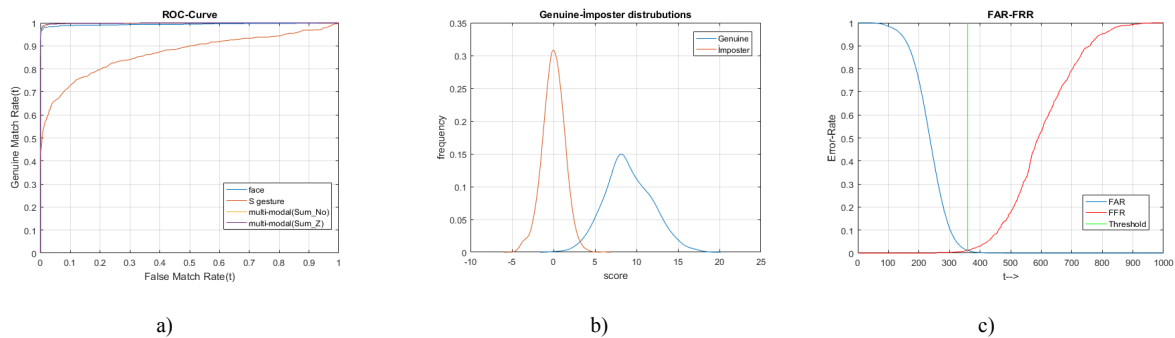 ROC-Curve
1
0.9
0.8
0.7
0.6
0.5
0.4
0.3
0.2
0.1
0
Genuine Match Rate(t)
face
S gesture
multi-modal(Sum_No)
multi-modal(Sum_Z)
0 0.1 0.2 0.3 0.4 0.5 0.6 0.7 0.8 0.9 1
False Match Rate(t)
a)
Genuine-İmposter distrubutions
0.35
0.3
0.25
0.2
0.15
0.1
0.05
0
frequency
Genuine
İmposter
-10 -5 0 5 10 15 20 25
score
b)
FAR-FRR
1
0.9
0.8
0.7
0.6
0.5
0.4
0.3
0.2
0.1
0
Error-Rate
FAR
FFR
Threshold
0 100 200 300 400 500 600 700 800 900 1000
t-->
c)